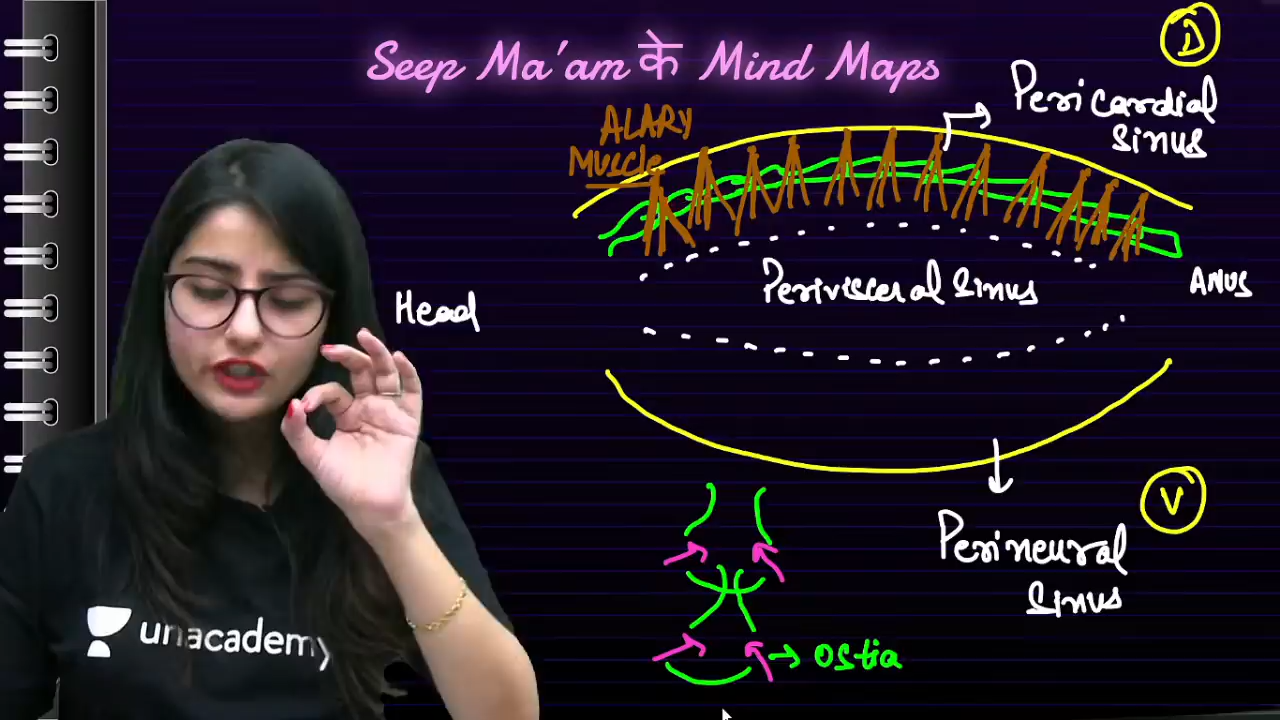 Seep Ma'am के Mind Maps
D
Pericardial
Sinus
ALARY
Muscle
Perivisceral Sinus
ANUS
Head
V
Perineural
Sinus
Ostia
unacademy